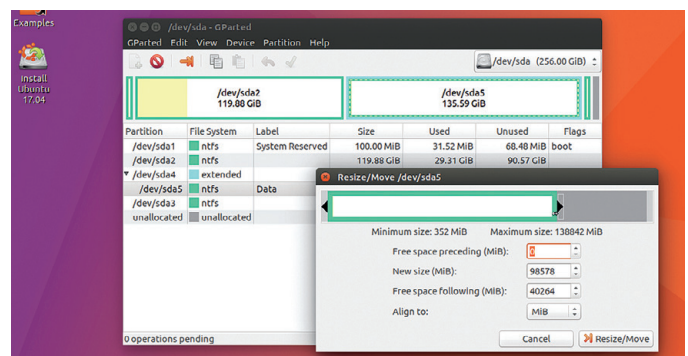 Examples
Install
Ubuntu
17.04
/dev/sda - GParted
GParted Edit View Device Partition Help
/dev/sda (256.00 GiB)
/dev/sda2
119.88 GiB
/dev/sda5
135.59 GiB
Partition File System Label Size Used Unused Flags
/dev/sda1 ntfs System Reserved 100.00 MiB 31.52 MiB 68.48 MiB boot
/dev/sda2 ntfs 119.88 GiB 29.31 GiB 90.57 GiB
/dev/sda4 extended
/dev/sda5 ntfs Data
/dev/sda3 ntfs
unallocated unallocated
0 operations pending
Resize/Move /dev/sda5
Minimum size: 352 MiB Maximum size: 138842 MiB
Free space preceding (MiB): 0
New size (MiB): 98578
Free space following (MiB): 40264
Align to: MiB
Cancel Resize/Move